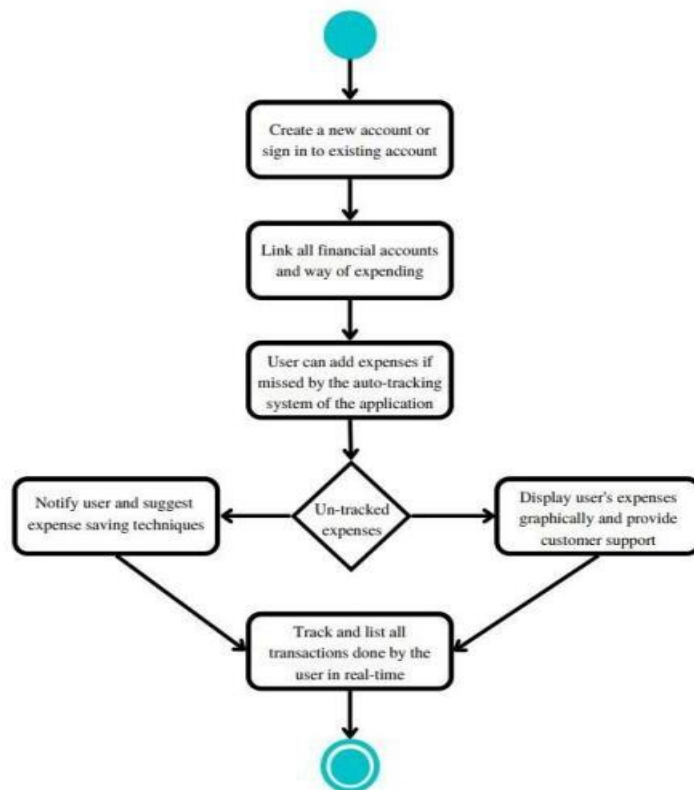 Create a new account or
sign in to existing account
Link all financial accounts
and way of expending
User can add expenses if
missed by the auto-tracking
system of the application
Notify user and suggest
expense saving techniques
Un-tracked
expenses
Display user's expenses
graphically and provide
customer support
Track and list all
transactions done by the
user in real-time